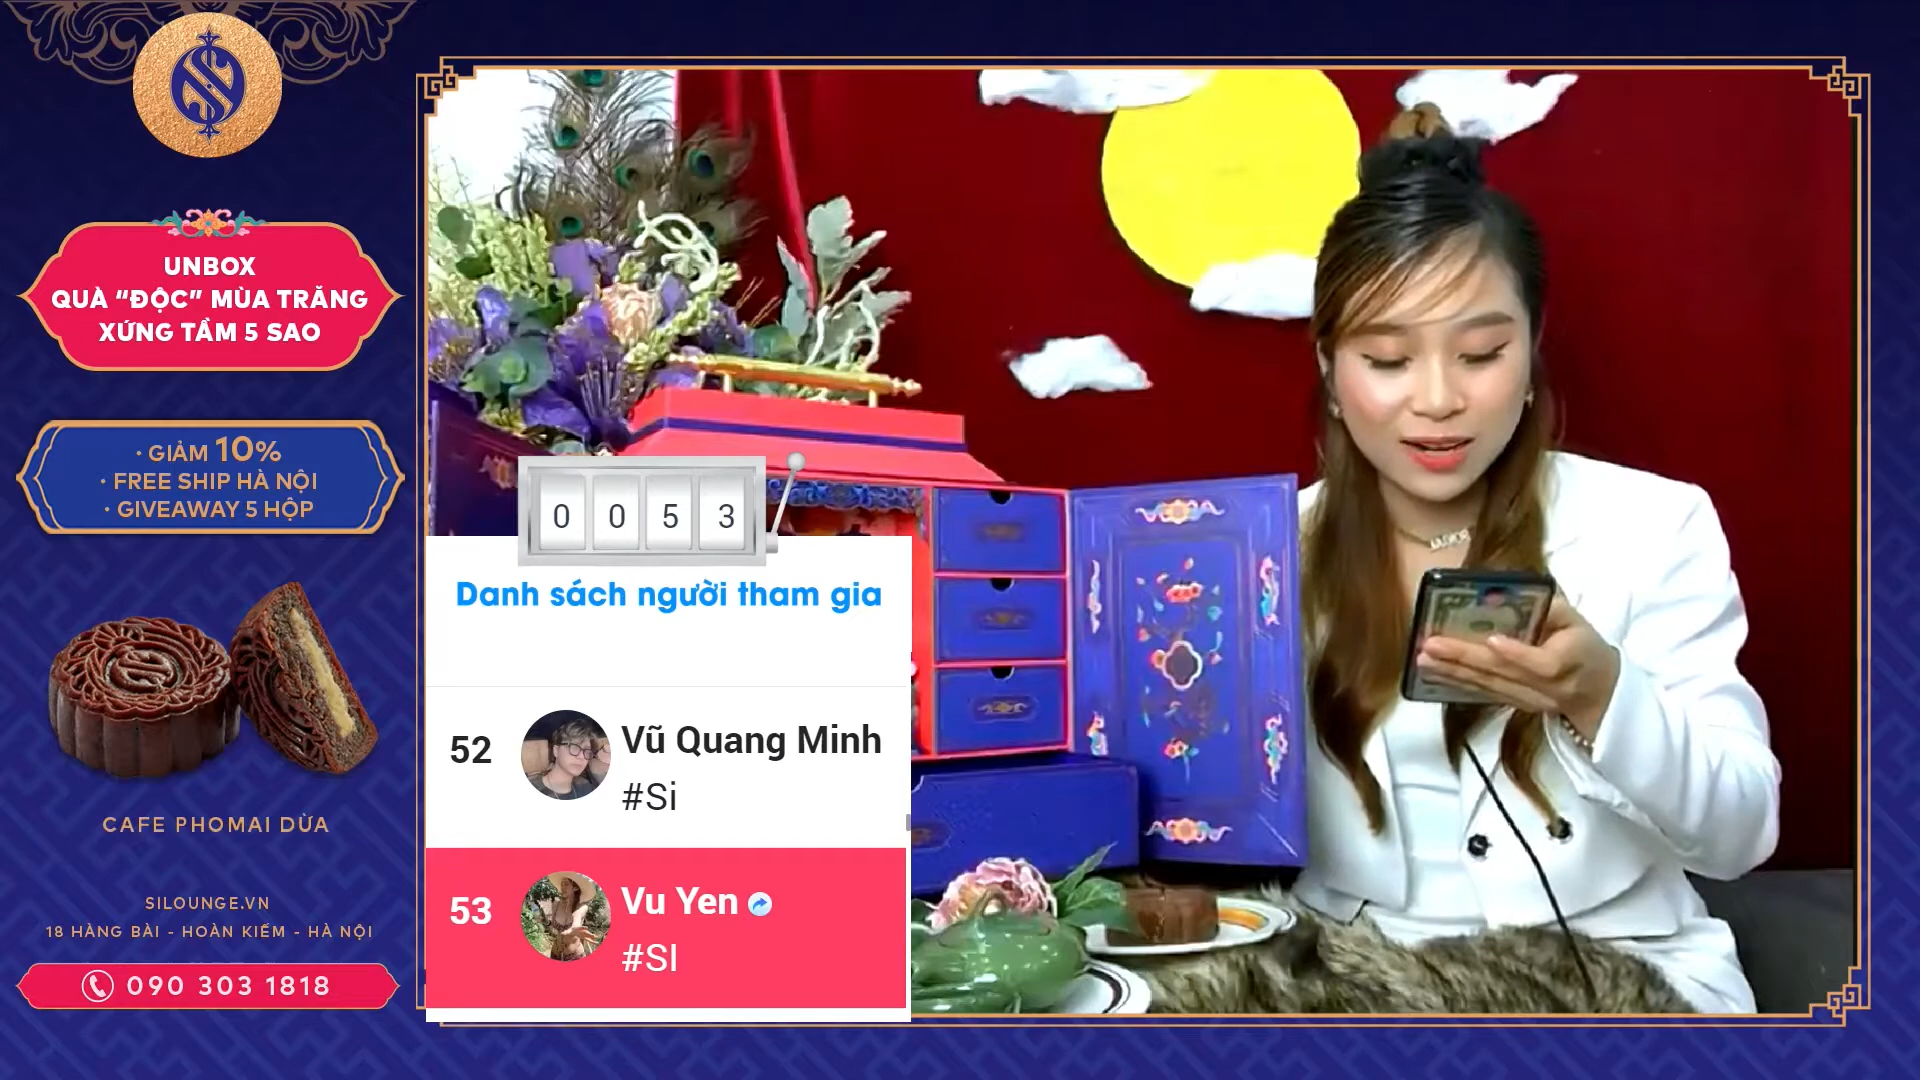 UNBOX
QUÀ “ĐỘC” MÙA TRĂNG
XỨNG TẦM 5 SAO
· GIẢM 10%
· FREE SHIP HÀ NỘI
· GIVEAWAY 5 HỘP
CAFE PHOMAI DỪA
SILOUNGE.VN
18 HÀNG BÀI - HOÀN KIẾM - HÀ NỘI
090 303 1818
0 0 5 3
Danh sách người tham gia
52
Vũ Quang Minh
#Si
53
Vu Yen
#SI